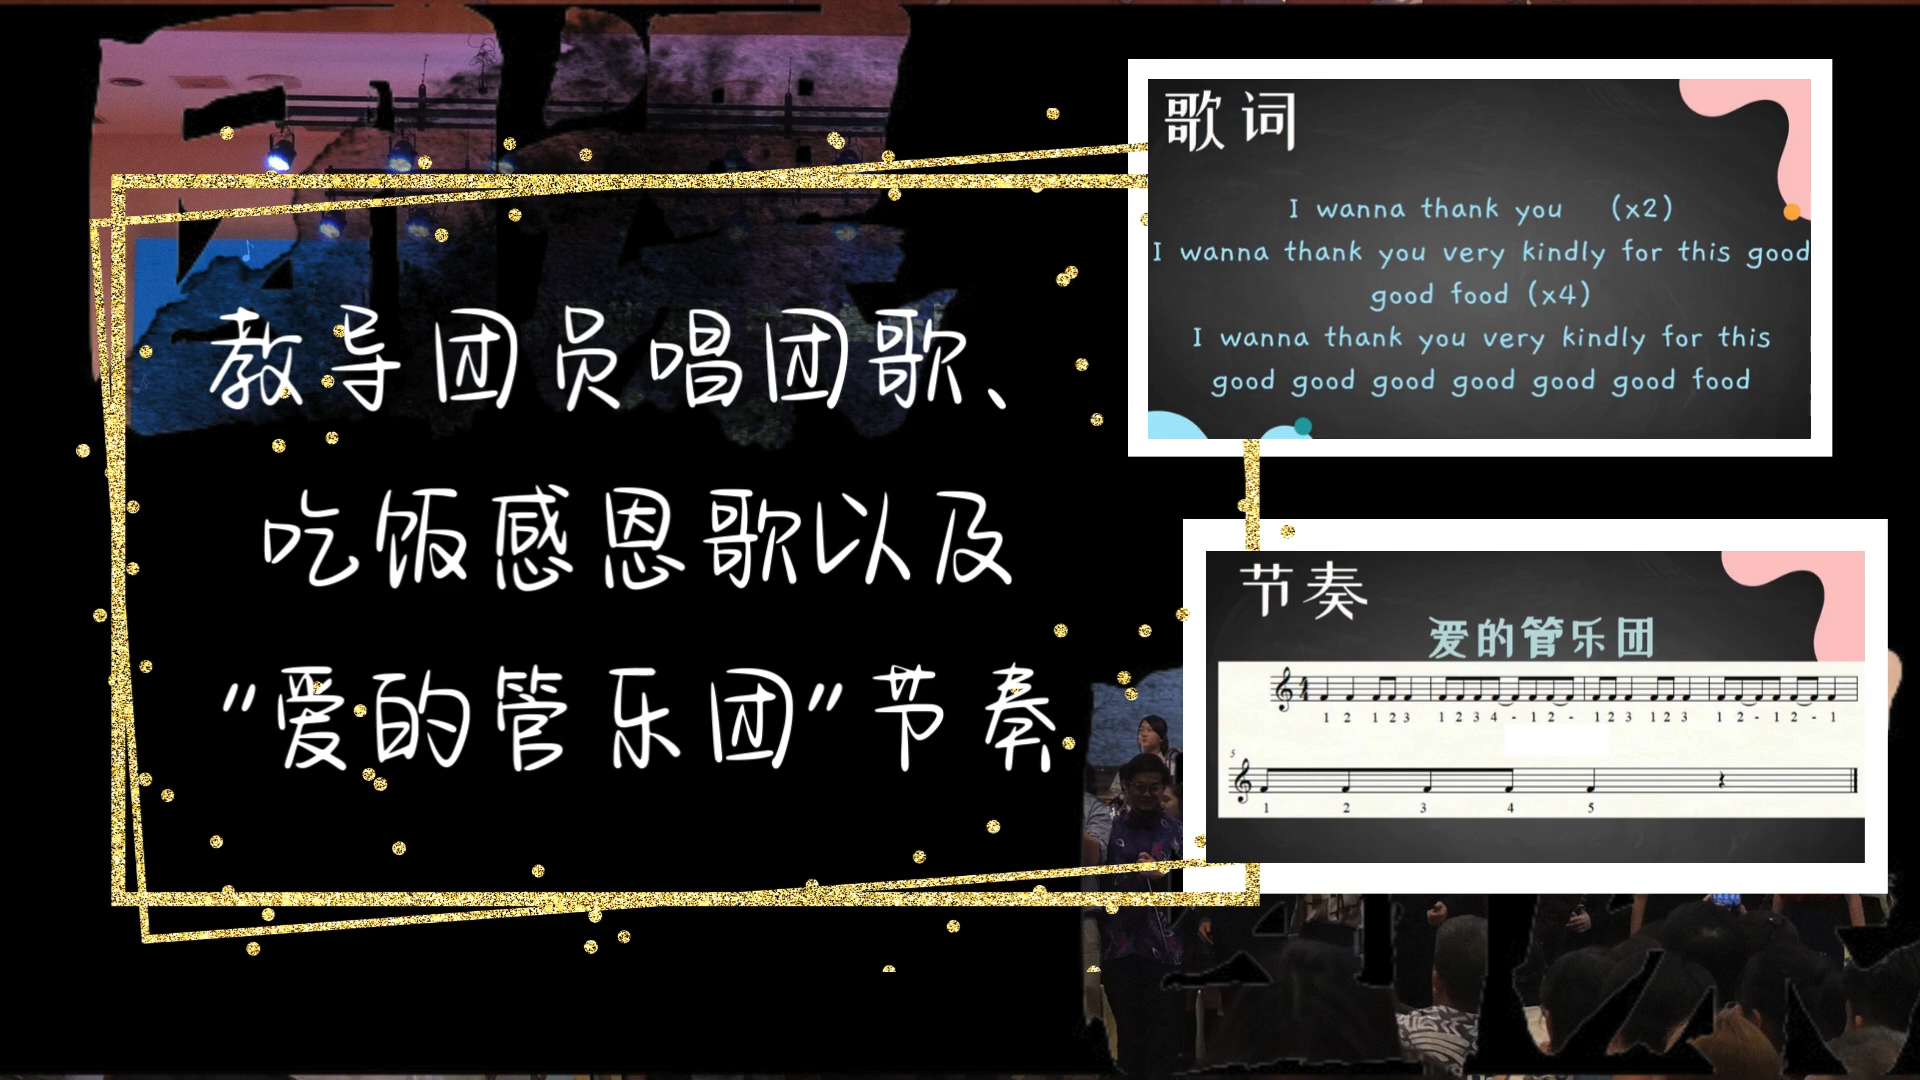 教导团员唱团歌、
吃饭感恩歌以及
"爱的管乐团"节奏
歌词
I wanna thank you (x2)
I wanna thank you very kindly for this good
good food (x4)
I wanna thank you very kindly for this
good good good good good good food
节奏
爱的管乐团
1 2 1 2 3 1 2 3 4 - 1 2 - 1 2 3 1 2 3 1 2 - 1 2 - 1
5
1 2 3 4 5